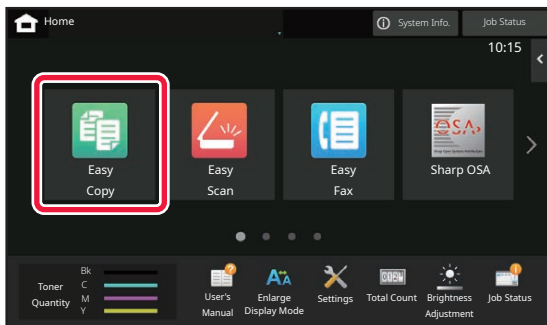 Home
System Info.
Job Status
10:15
Easy
Copy
Easy
Scan
Easy
Fax
OSA
Sharp OSA
Toner
Quantity
Bk
C
M
Y
User's
Manual
Enlarge
Display Mode
Settings
Total Count
Brightness
Adjustment
Job Status